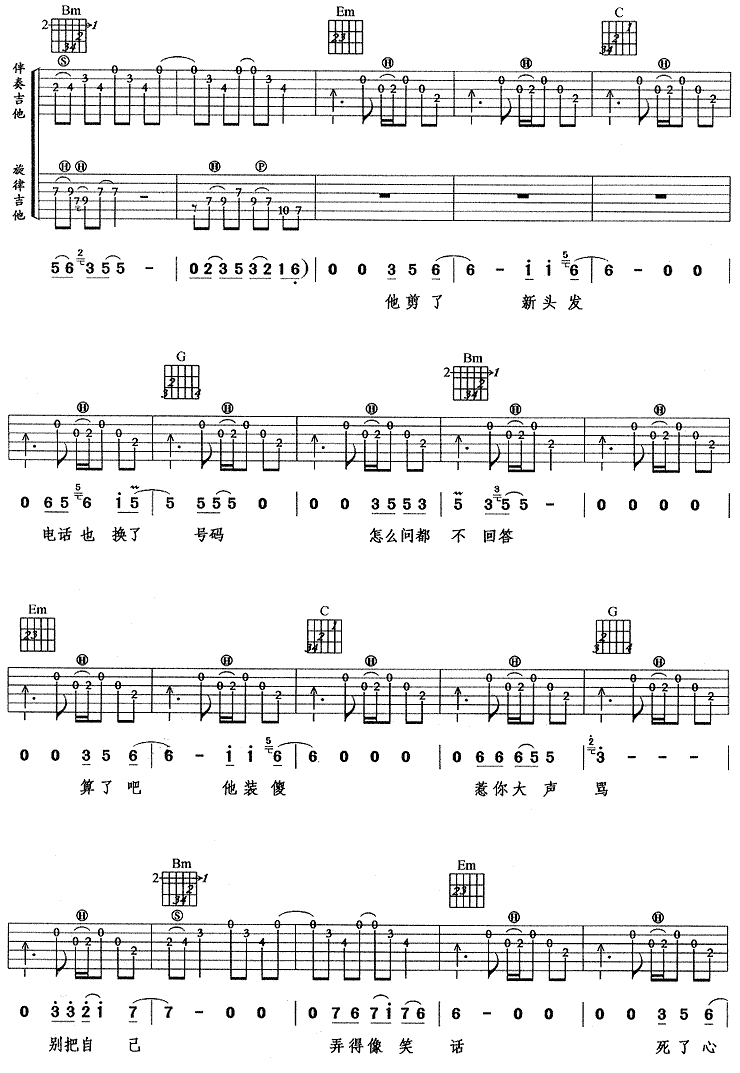 Bm Em C
2 1
伴奏吉他
旋律吉他
5 6 3 5 5 - | 0 2 3 5 3 2 1 6 ) | 0 0 3 5 6 | 6 - i i 6 | 6 - 0 0 |
他剪了 新头发
G Bm
2 1
0 6 5 6 i 5 | 5 5 5 5 0 | 0 0 3 5 5 3 | 5 3 5 5 - | 0 0 0 0 |
电话也 换了 号码 怎么问都 不 回答
Em C G
0 0 3 5 6 | 6 - i i 6 | 6 0 0 0 | 0 6 6 6 5 5 | 3 - - - |
算了吧 他装傻 惹你大 声 骂
Bm Em
2 1
0 3 3 2 i 7 | 7 - 0 0 | 0 7 6 7 i 7 6 | 6 - 0 0 | 0 0 3 5 6 |
别把自 己 弄得像 笑 话 死了心